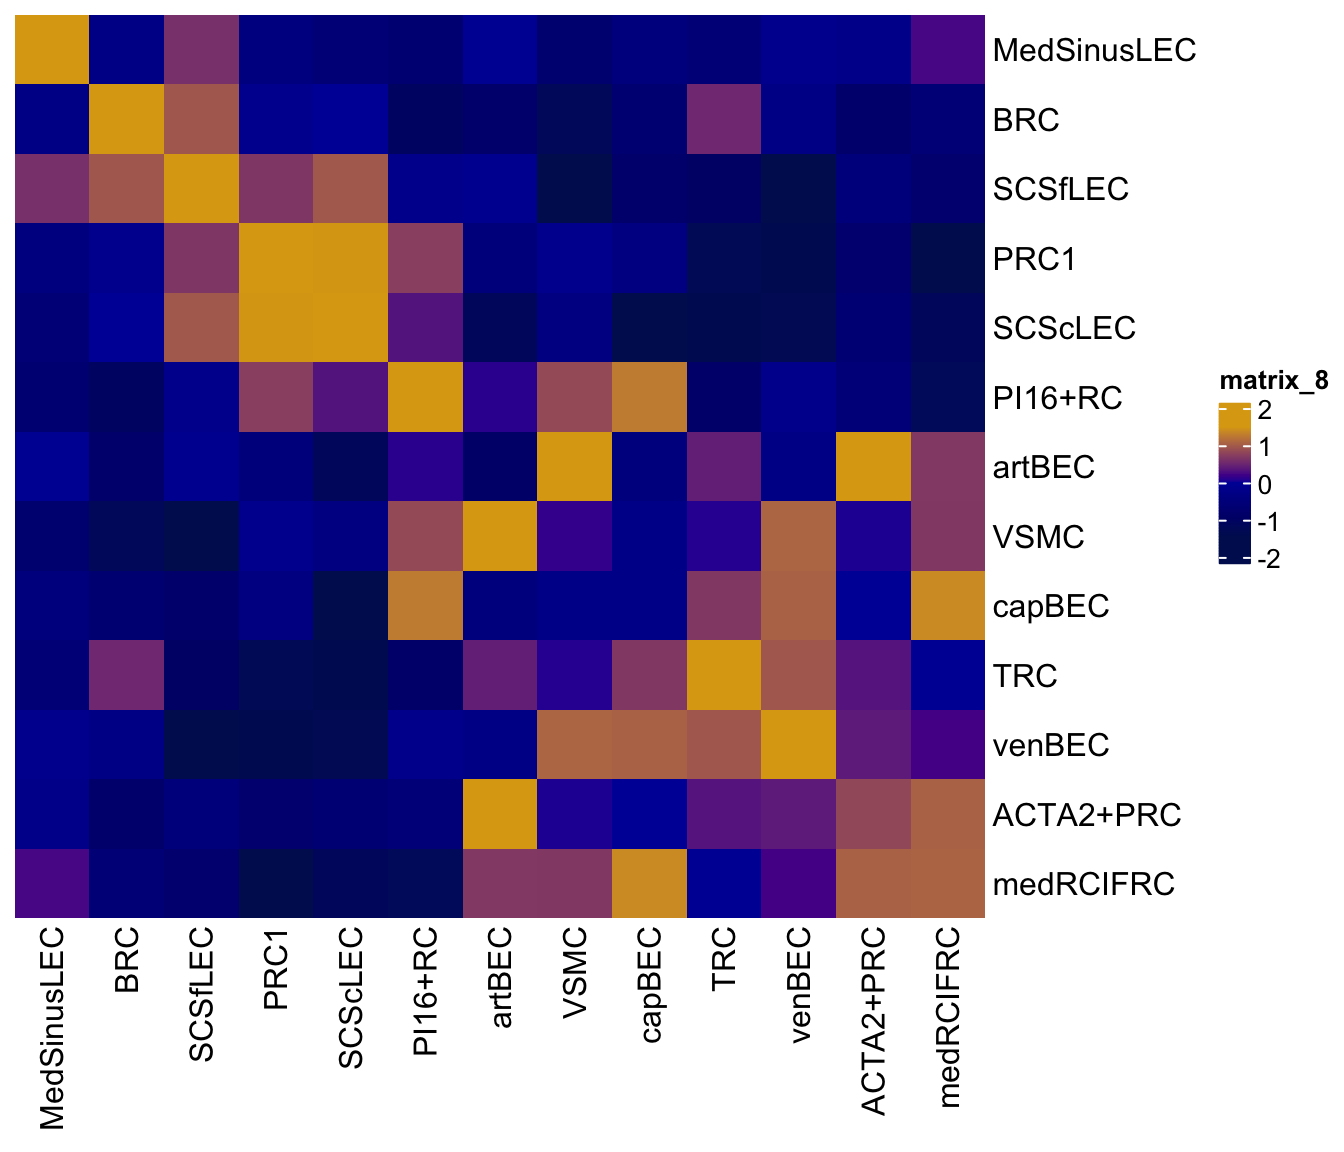 MedSinusLEC
BRC
SCSfLEC
PRC1
SCScLEC
PI16+RC
artBEC
VSMC
capBEC
TRC
venBEC
ACTA2+PRC
medRCIFRC
matrix_8
2
1
0
-1
-2
MedSinusLEC
BRC
SCSfLEC
PRC1
SCScLEC
PI16+RC
artBEC
VSMC
capBEC
TRC
venBEC
ACTA2+PRC
medRCIFRC